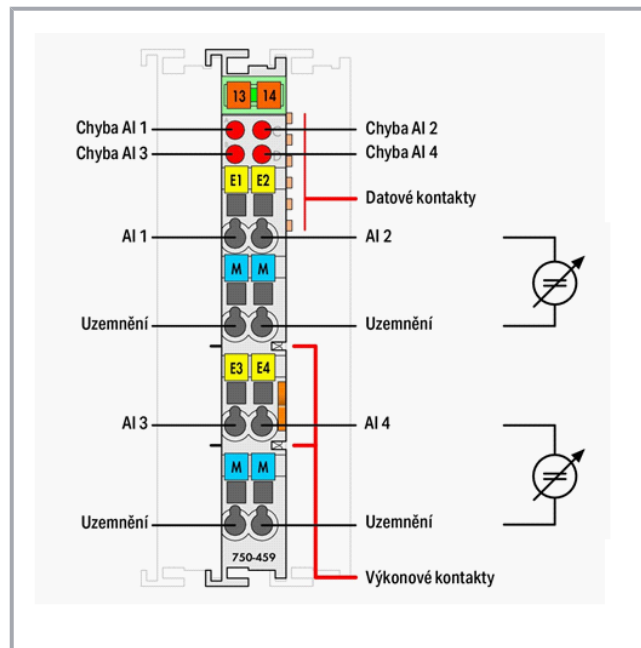 13 14
Chyba AI 1
A C
Chyba AI 2
Chyba AI 3
D
Chyba AI 4
E1 E2
Datové kontakty
AI 1
AI 2
M M
Uzemnění
Uzemnění
E3 E4
AI 3
AI 4
M M
Uzemnění
Uzemnění
750-459
Výkonové kontakty